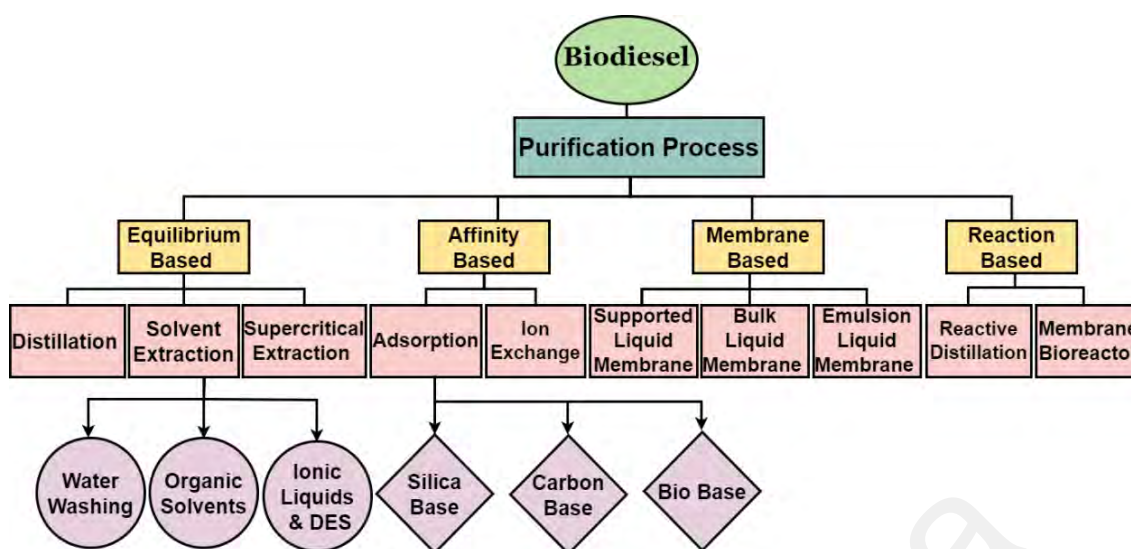 Biodiesel
Purification Process
Equilibrium
Based
Affinity
Based
Membrane
Based
Reaction
Based
Distillation
Solvent
Extraction
Supercritical
Extraction
Adsorption
Ion
Exchange
Supported
Liquid
Membrane
Bulk
Liquid
Membrane
Emulsion
Liquid
Membrane
Reactive
Distillation
Membrane
Bioreacto
Water
Washing
Organic
Solvents
Ionic
Liquids
& DES
Silica
Base
Carbon
Base
Bio Base